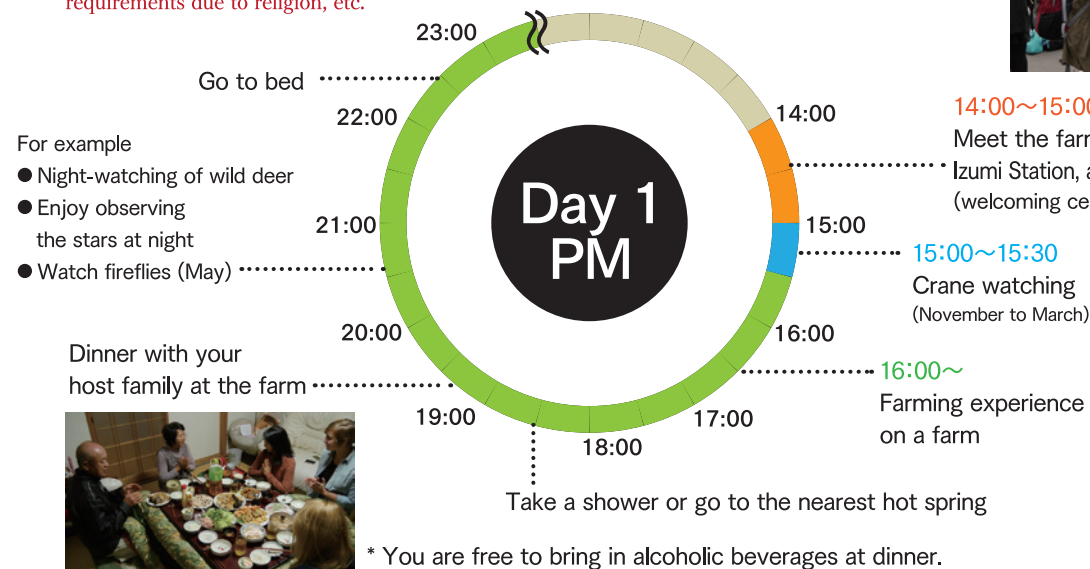 requirements due to religion, etc.
23:00
Go to bed
22:00
For example
● Night-watching of wild deer
● Enjoy observing
the stars at night
● Watch fireflies (May)
21:00
20:00
Dinner with your
host family at the farm
19:00
18:00
17:00
16:00
15:00
14:00
Day 1
PM
14:00～15:00
Meet the
Izumi Station,
(welcoming
15:00～15:30
Crane watching
(November to March)
16:00～
Farming experience
on a farm
Take a shower or go to the nearest hot spring
* You are free to bring in alcoholic beverages at dinner.